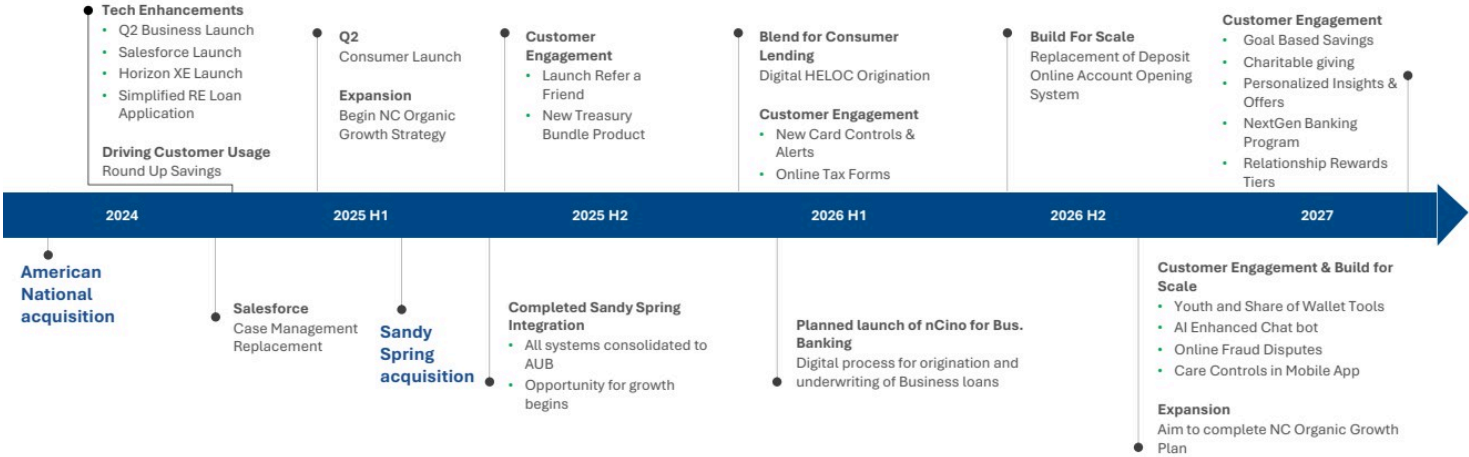 Tech Enhancements
• Q2 Business Launch
• Salesforce Launch
• Horizon XE Launch
• Simplified RE Loan
Application
Driving Customer Usage
Round Up Savings
Q2
Consumer Launch
Expansion
Begin NC Organic
Growth Strategy
Customer
Engagement
• Launch Refer a
Friend
• New Treasury
Bundle Product
Blend for Consumer
Lending
Digital HELOC Origination
Customer Engagement
• New Card Controls &
Alerts
• Online Tax Forms
Build For Scale
Replacement of Deposit
Online Account Opening
System
Customer Engagement
• Goal Based Savings
• Charitable giving
• Personalized Insights &
Offers
• NextGen Banking
Program
• Relationship Rewards
Tiers
2024
2025 H1
2025 H2
2026 H1
2026 H2
2027
American
National
acquisition
Salesforce
Case Management
Replacement
Sandy
Spring
acquisition
Completed Sandy Spring
Integration
• All systems consolidated to
AUB
• Opportunity for growth
begins
Planned launch of nCino for Bus.
Banking
Digital process for origination and
underwriting of Business loans
Customer Engagement & Build for
Scale
• Youth and Share of Wallet Tools
• AI Enhanced Chat bot
• Online Fraud Disputes
• Care Controls in Mobile App
Expansion
Aim to complete NC Organic Growth
Plan